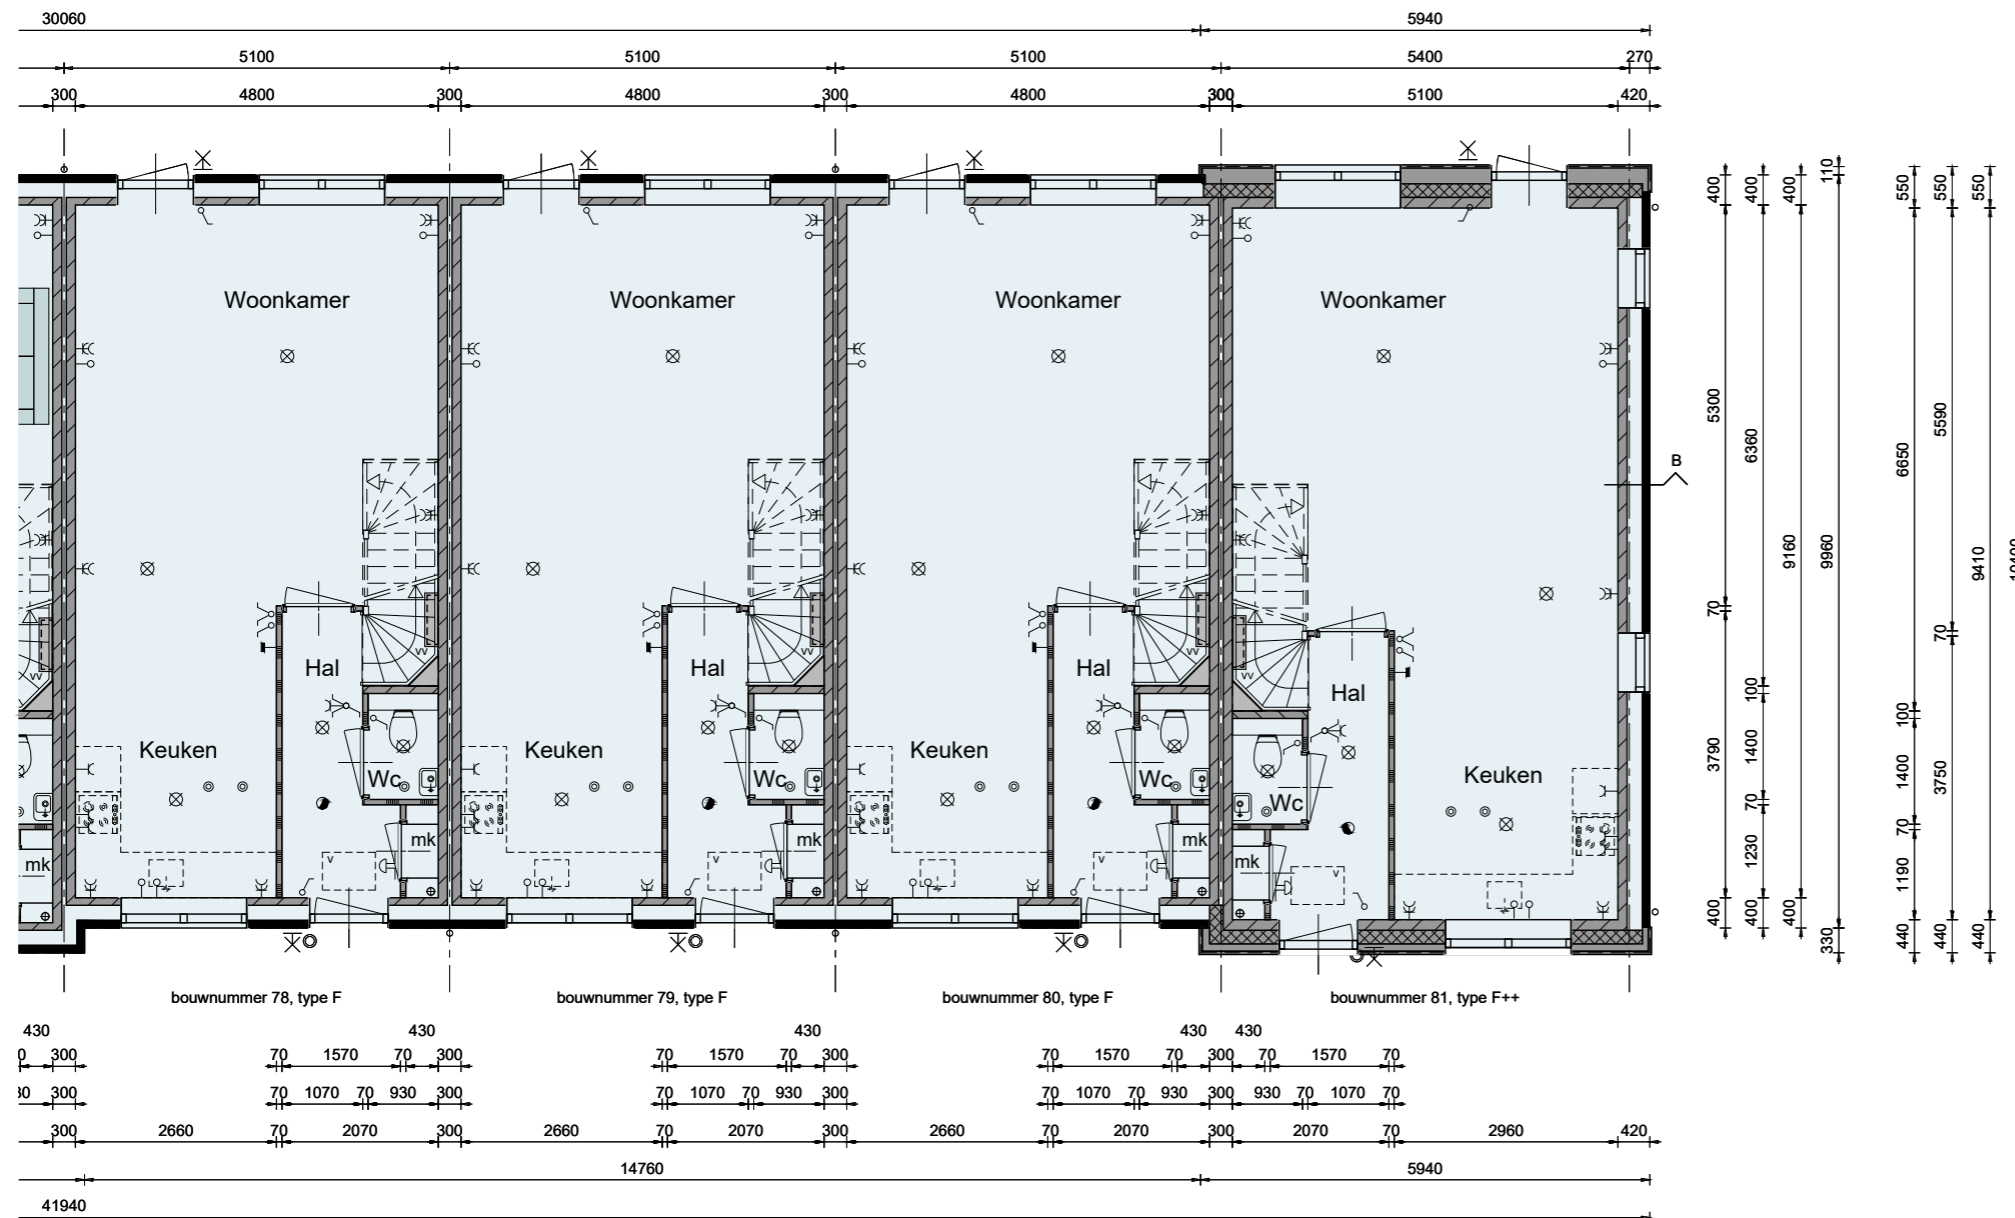 30060 5940
5100 5100 5100 5400 270
300 4800 300 4800 300 4800 300 5100 420
400 400 400 110 550 550 550
Woonkamer Woonkamer Woonkamer Woonkamer
5300 6360 9160 9960 6650 5590 9410
B
70 70
vv vv vv vv vv
Hal Hal Hal Hal
100 100
Keuken Keuken Keuken Keuken
3790 1400 1400 3750
Wc Wc Wc Wc
70 70
mk mk mk mk mk
v v v v
1230 1190
400 400 400 330 440 440 440
bouwnummer 78, type F bouwnummer 79, type F bouwnummer 80, type F bouwnummer 81, type F++
430 430 430 430 430
0 300 70 1570 70 300 70 1570 70 300 70 1570 70 300 70 1570 70
300 70 1070 70 930 300 70 1070 70 930 300 70 1070 70 930 300 930 70 1070 70
300 2660 70 2070 300 2660 70 2070 300 2660 70 2070 300 2070 70 2960 420
14760 5940
41940